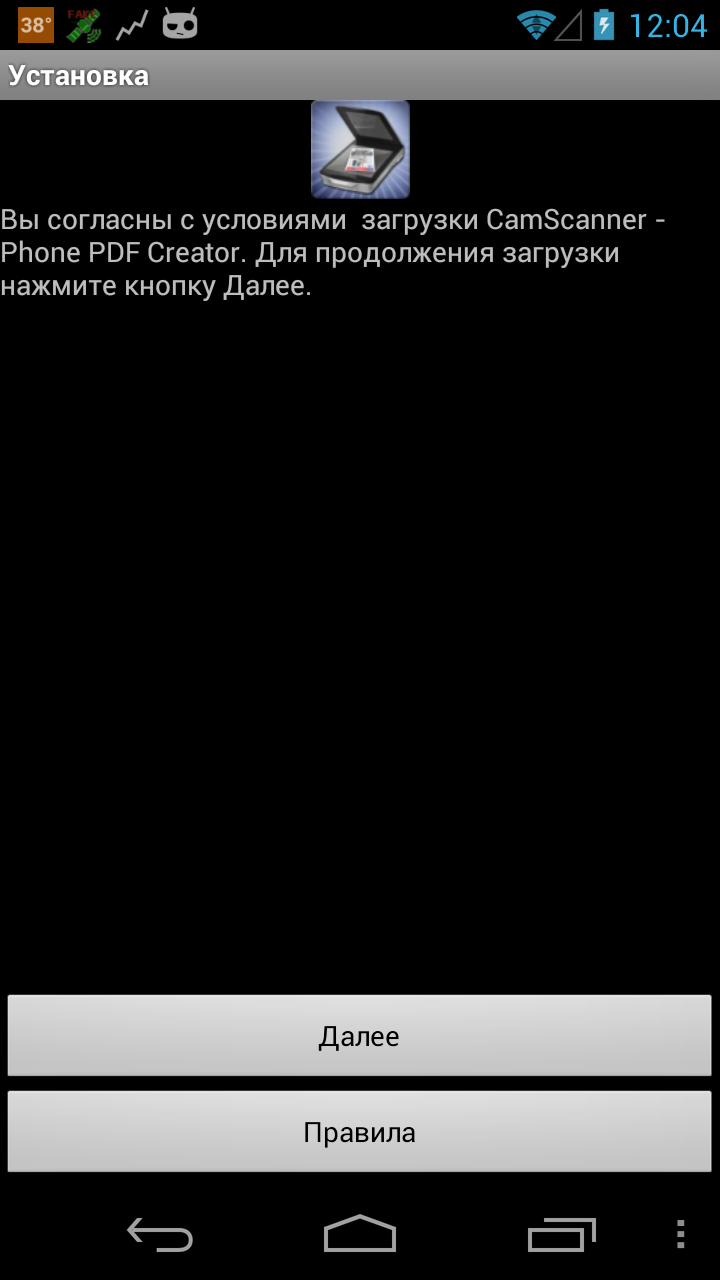 38°
FAKE
12:04
Установка
Вы согласны с условиями  загрузки CamScanner -
Phone PDF Creator. Для продолжения загрузки
нажмите кнопку Далее.
Далее
Правила